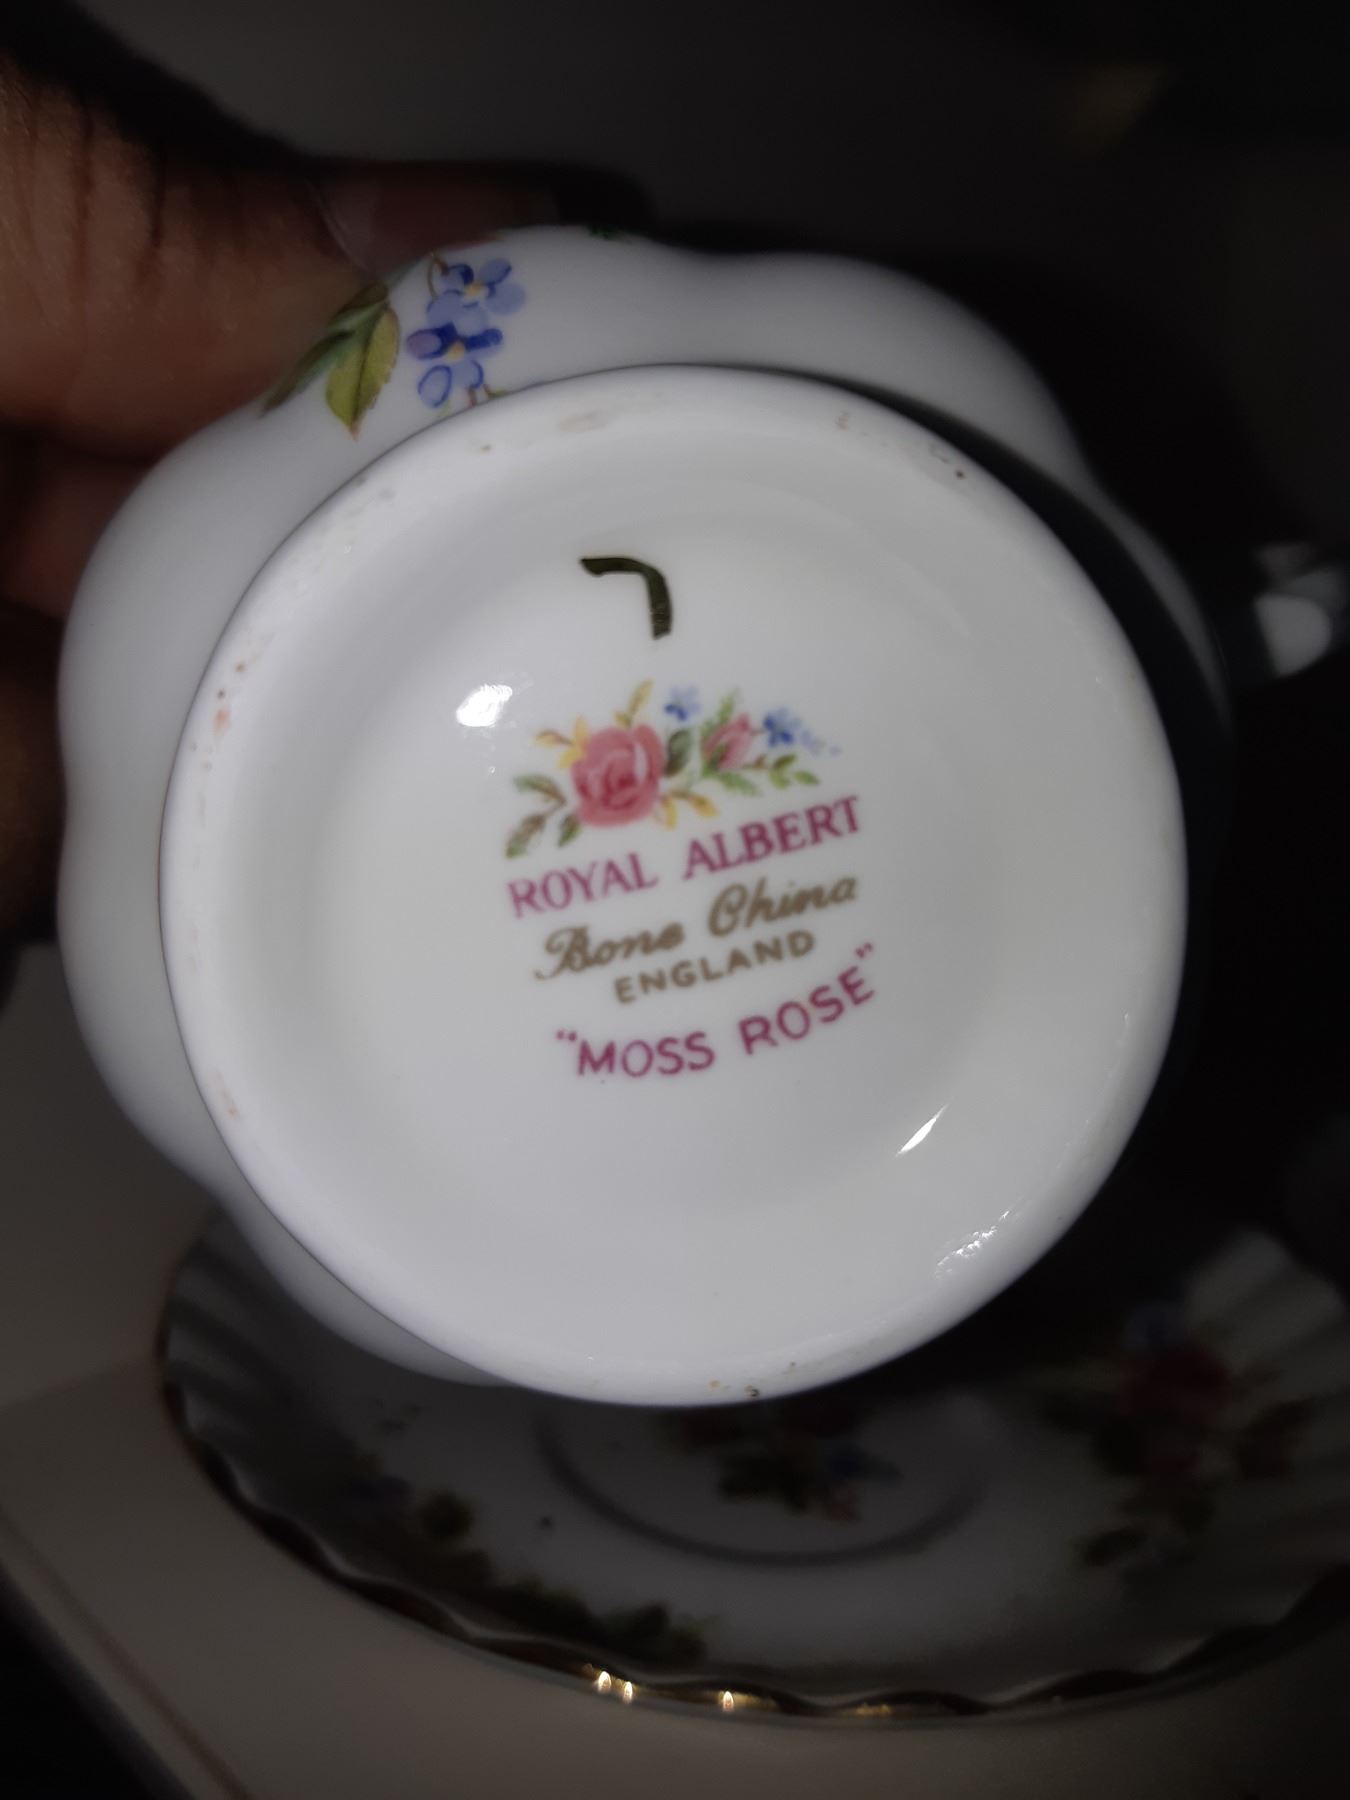 ROYAL ALBERT
Bone China
ENGLAND
"MOSS ROSE"